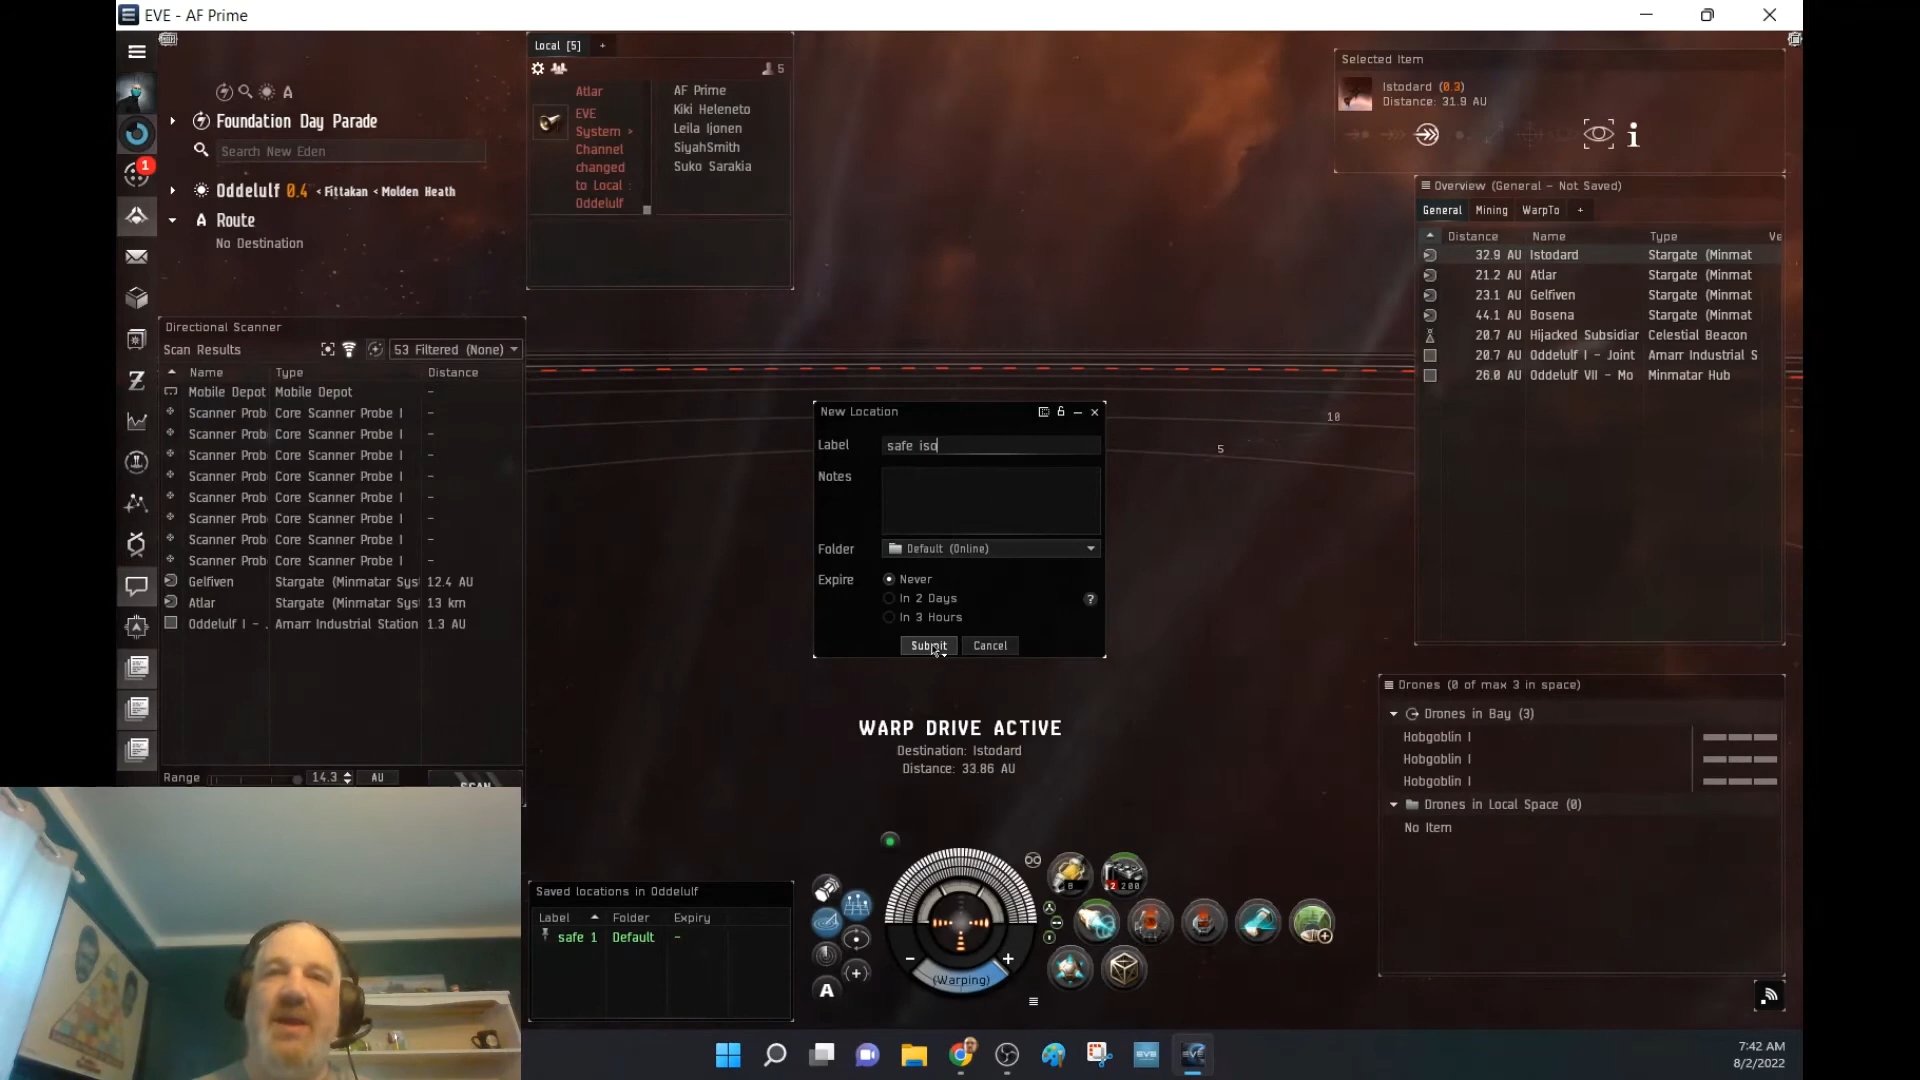 EVE - AF Prime
Foundation Day Parade
Search New Eden
Oddelulf 0.4 < Fittakan < Molden Heath
A Route
No Destination
1
Local [5]
+
5
Atlar
EVE
System >
Channel
changed
to Local :
Oddelulf
AF Prime
Kiki Heleneto
Leila Ijonen
SiyahSmith
Suko Sarakia
Selected Item
Istodard (0.3)
Distance: 31.9 AU
Overview (General - Not Saved)
General Mining WarpTo +
Distance Name Type Ve
32.9 AU Istodard Stargate (Minmat
21.2 AU Atlar Stargate (Minmat
23.1 AU Gelfiven Stargate (Minmat
44.1 AU Bosena Stargate (Minmat
20.7 AU Hijacked Subsidiar Celestial Beacon
20.7 AU Oddelulf I - Joint Amarr Industrial S
26.0 AU Oddelulf VII - Mo Minmatar Hub
Directional Scanner
Scan Results
53 Filtered (None)
Name Type Distance
Mobile Depot Mobile Depot -
Scanner Prob Core Scanner Probe I -
Scanner Prob Core Scanner Probe I -
Scanner Prob Core Scanner Probe I -
Scanner Prob Core Scanner Probe I -
Scanner Prob Core Scanner Probe I -
Scanner Prob Core Scanner Probe I -
Scanner Prob Core Scanner Probe I -
Scanner Prob Core Scanner Probe I -
Gelfiven Stargate (Minmatar Sys 12.4 AU
Atlar Stargate (Minmatar Sys 13 km
Oddelulf I - . Amarr Industrial Station 1.3 AU
Range 14.3 AU SCAN
10
5
New Location
Label safe iso
Notes
Folder Default (Online)
Expire Never
In 2 Days
In 3 Hours
?
Submit Cancel
WARP DRIVE ACTIVE
Destination: Istodard
Distance: 33.86 AU
Drones (0 of max 3 in space)
Drones in Bay (3)
Hobgoblin I
Hobgoblin I
Hobgoblin I
Drones in Local Space (0)
No Item
Saved locations in Oddelulf
Label Folder Expiry
safe 1 Default -
8
2 200
(Warping)
A
7:42 AM
8/2/2022